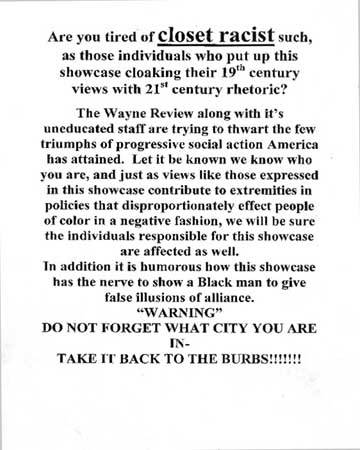 Are you tired of closet racist such,
as those individuals who put up this
showcase cloaking their 19th century
views with 21st century rhetoric?
The Wayne Review along with it's
uneducated staff are trying to thwart the few
triumphs of progressive social action America
has attained. Let it be known we know who
you are, and just as views like those expressed
in this showcase contribute to extremities in
policies that disproportionately effect people
of color in a negative fashion, we will be sure
the individuals responsible for this showcase
are affected as well.
In addition it is humorous how this showcase
has the nerve to show a Black man to give
false illusions of alliance.
“WARNING”
DO NOT FORGET WHAT CITY YOU ARE
IN-
TAKE IT BACK TO THE BURBS!!!!!!!